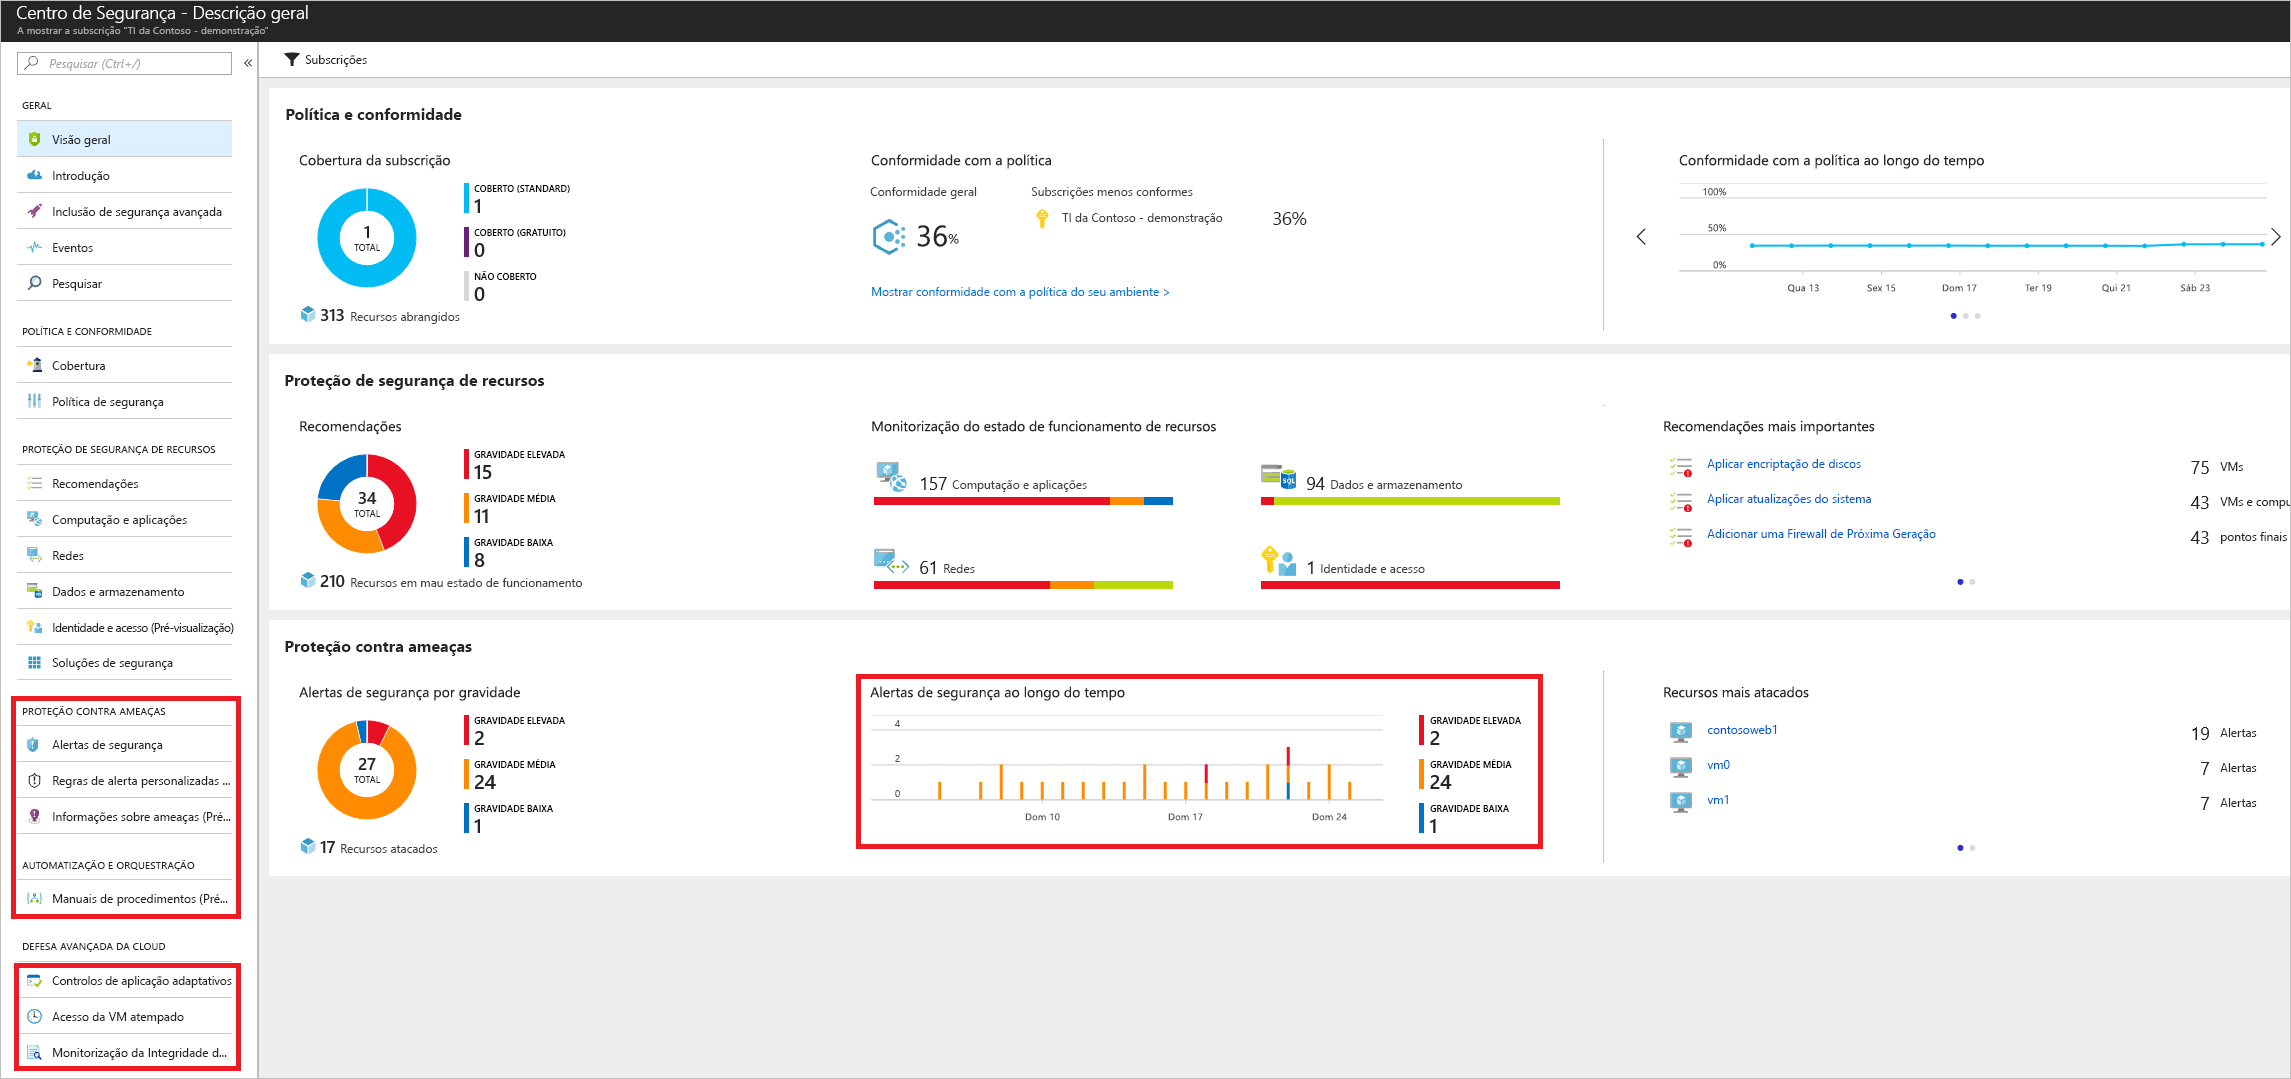 Centro de Segurança - Descrição geral
A mostrar a subscrição "TI da Contoso - demonstração"
Pesquisar (Ctrl+/)
«
GERAL
Visão geral
Introdução
Inclusão de segurança avançada
Eventos
Pesquisar
POLÍTICA E CONFORMIDADE
Cobertura
Política de segurança
PROTEÇÃO DE SEGURANÇA DE RECURSOS
Recomendações
Computação e aplicações
Redes
Dados e armazenamento
Identidade e acesso (Pré-visualização)
Soluções de segurança
PROTEÇÃO CONTRA AMEAÇAS
Alertas de segurança
Regras de alerta personalizadas ...
Informações sobre ameaças (Pré...
AUTOMATIZAÇÃO E ORQUESTRAÇÃO
Manuais de procedimentos (Pré...
DEFESA AVANÇADA DA CLOUD
Controlos de aplicação adaptativos
Acesso da VM atempado
Monitorização da Integridade d...
Subscrições
Política e conformidade
Cobertura da subscrição
1
TOTAL
COBERTO (STANDARD)
1
COBERTO (GRATUITO)
0
NÃO COBERTO
0
313 Recursos abrangidos
Conformidade com a política
Conformidade geral
36%
Subscrições menos conformes
TI da Contoso - demonstração 36%
Mostrar conformidade com a política do seu ambiente >
Conformidade com a política ao longo do tempo
100%
50%
0%
Qua 13 Sex 15 Dom 17 Ter 19 Qui 21 Sáb 23
Proteção de segurança de recursos
Recomendações
34
TOTAL
GRAVIDADE ELEVADA
15
GRAVIDADE MÉDIA
11
GRAVIDADE BAIXA
8
210 Recursos em mau estado de funcionamento
Monitorização do estado de funcionamento de recursos
157 Computação e aplicações
SQL
94 Dados e armazenamento
61 Redes
1 Identidade e acesso
Recomendações mais importantes
Aplicar encriptação de discos 75 VMs
Aplicar atualizações do sistema 43 VMs e compu
Adicionar uma Firewall de Próxima Geração 43 pontos finais
Proteção contra ameaças
Alertas de segurança por gravidade
27
TOTAL
GRAVIDADE ELEVADA
2
GRAVIDADE MÉDIA
24
GRAVIDADE BAIXA
1
17 Recursos atacados
Alertas de segurança ao longo do tempo
4
2
0
Dom 10 Dom 17 Dom 24
GRAVIDADE ELEVADA
2
GRAVIDADE MÉDIA
24
GRAVIDADE BAIXA
1
Recursos mais atacados
contosoweb1 19 Alertas
vm0 7 Alertas
vm1 7 Alertas